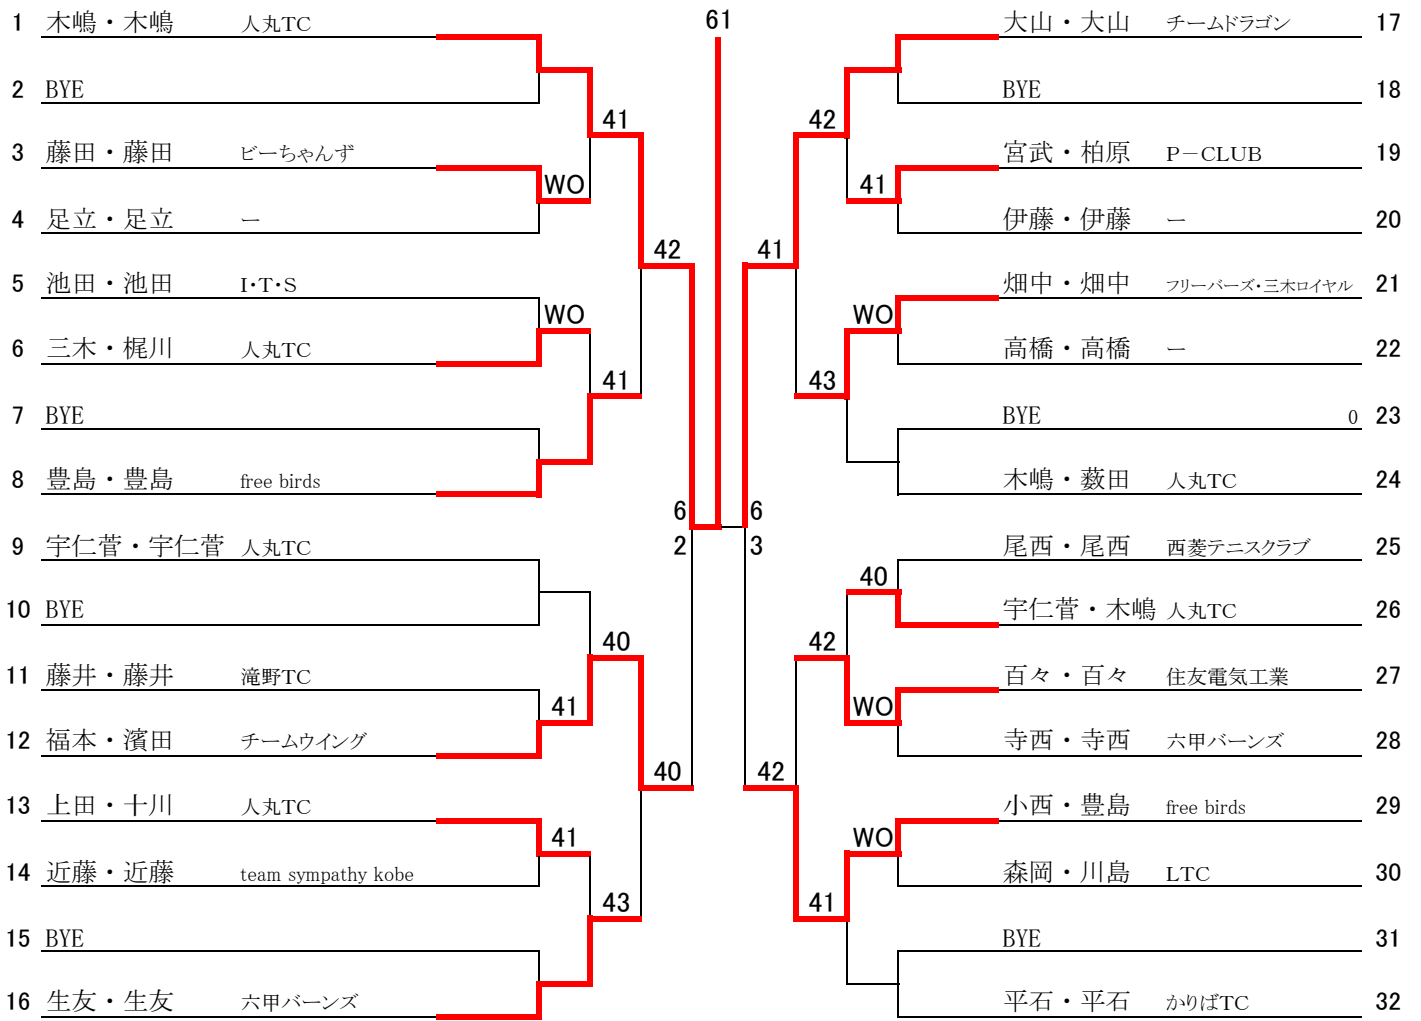 61
1 木嶋・木嶋 人丸TC
2 BYE
41
3 藤田・藤田 ビーちゃんず
WO
4 足立・足立 ー
42
5 池田・池田 I・T・S
WO
6 三木・梶川 人丸TC
41
7 BYE
8 豊島・豊島 free birds
6
2
9 宇仁菅・宇仁菅 人丸TC
10 BYE
40
11 藤井・藤井 滝野TC
41
12 福本・濱田 チームウイング
40
13 上田・十川 人丸TC
41
14 近藤・近藤 team sympathy kobe
43
15 BYE
16 生友・生友 六甲バーンズ
大山・大山 チームドラゴン 17
BYE 18
42
宮武・柏原 P－CLUB 19
41
伊藤・伊藤 ー 20
41
畑中・畑中 フリーバーズ・三木ロイヤル 21
WO
高橋・高橋 ー 22
43
BYE 0 23
木嶋・薮田 人丸TC 24
6
3
尾西・尾西 西菱テニスクラブ 25
40
宇仁菅・木嶋 人丸TC 26
42
百々・百々 住友電気工業 27
WO
寺西・寺西 六甲バーンズ 28
42
小西・豊島 free birds 29
WO
森岡・川島 LTC 30
41
BYE 31
平石・平石 かりばTC 32